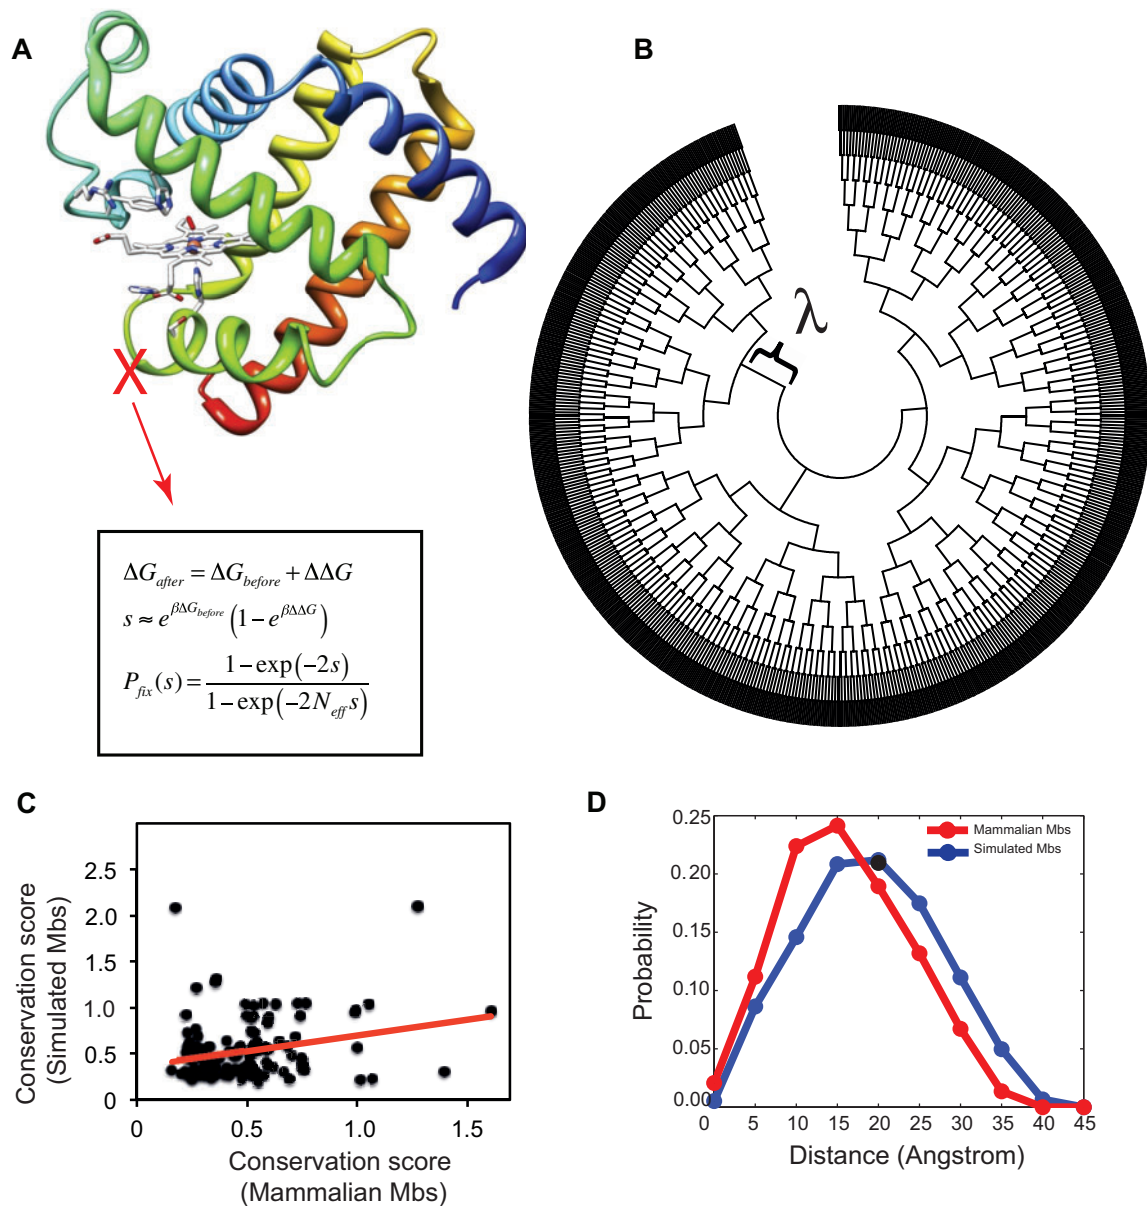 A
B
λ
X
ΔG_after = ΔG_before + ΔΔG
s ≈ e^{βΔG_before} (1 − e^{βΔΔG})
P_fix(s) = \frac{1 − exp(−2s)}{1 − exp(−2N_eff s)}
C
Conservation score
(Simulated Mbs)
2.5
2.0
1.5
1.0
0.5
0
0 0.5 1.0 1.5
Conservation score
(Mammalian Mbs)
D
Probability
0.25
0.20
0.15
0.10
0.05
0.00
Mammalian Mbs
Simulated Mbs
0 5 10 15 20 25 30 35 40 45
Distance (Angstrom)